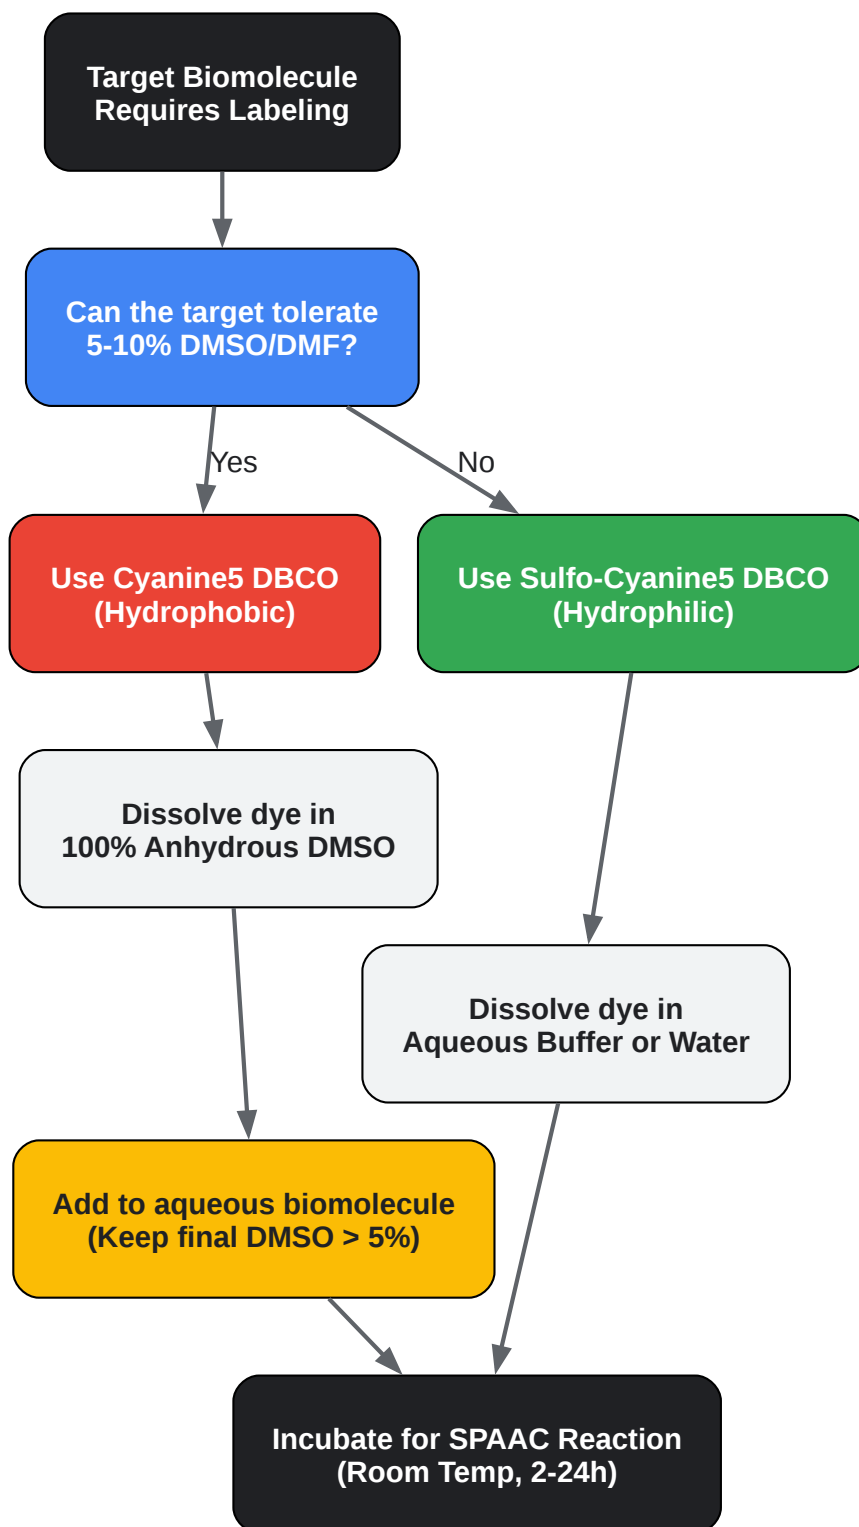 Target Biomolecule
Requires Labeling
Can the target tolerate
5-10% DMSO/DMF?
Yes
No
Use Cyanine5 DBCO
(Hydrophobic)
Use Sulfo-Cyanine5 DBCO
(Hydrophilic)
Dissolve dye in
100% Anhydrous DMSO
Dissolve dye in
Aqueous Buffer or Water
Add to aqueous biomolecule
(Keep final DMSO > 5%)
Incubate for SPAAC Reaction
(Room Temp, 2-24h)